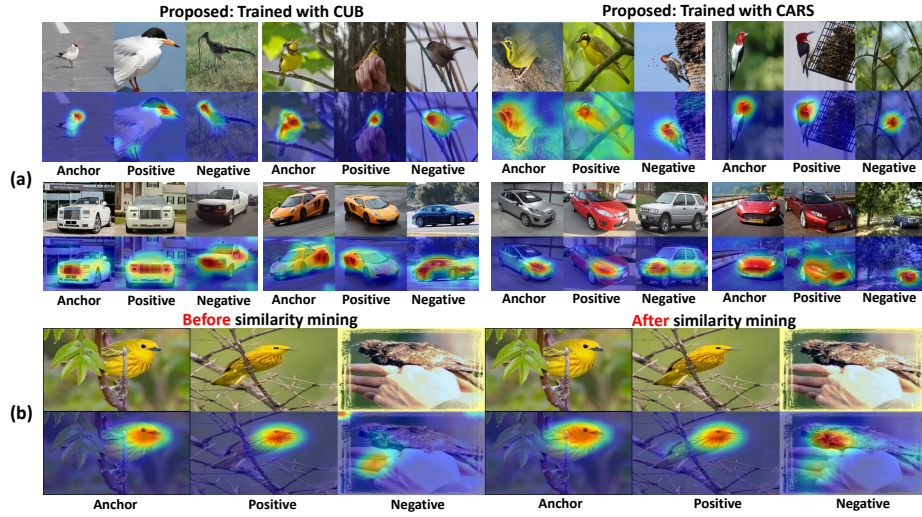 Proposed: Trained with CUB
Proposed: Trained with CARS
Anchor Positive Negative Anchor Positive Negative Anchor Positive Negative Anchor Positive Negative
(a)
Anchor Positive Negative Anchor Positive Negative Anchor Positive Negative Anchor Positive Negative
Before similarity mining
After similarity mining
(b)
Anchor Positive Negative Anchor Positive Negative